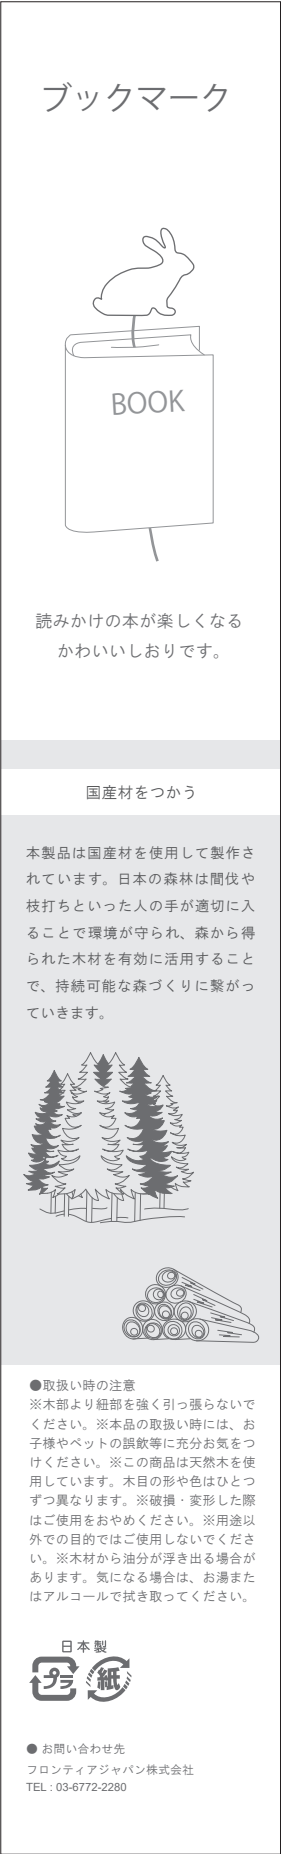 ブックマーク
BOOK
読みかけの本が楽しくなる
かわいいしおりです。
国産材をつかう
本製品は国産材を使用して製作さ
れています。日本の森林は間伐や
枝打ちといった人の手が適切に入
ることで環境が守られ、森から得
られた木材を有効に活用すること
で、持続可能な森づくりに繋がっ
ていきます。
●取扱い時の注意
※木部より紐部を強く引っ張らないで
ください。※本品の取扱い時には、お
子様やペットの誤飲等に充分お気をつ
けください。※この商品は天然木を使
用しています。木目の形や色はひとつ
ずつ異なります。※破損・変形した際
はご使用をおやめください。※用途以
外での目的ではご使用しないでくださ
い。※木材から油分が浮き出る場合が
あります。気になる場合は、お湯また
はアルコールで拭き取ってください。
日本製
プラ 紙
● お問い合わせ先
フロンティアジャパン株式会社
TEL : 03-6772-2280